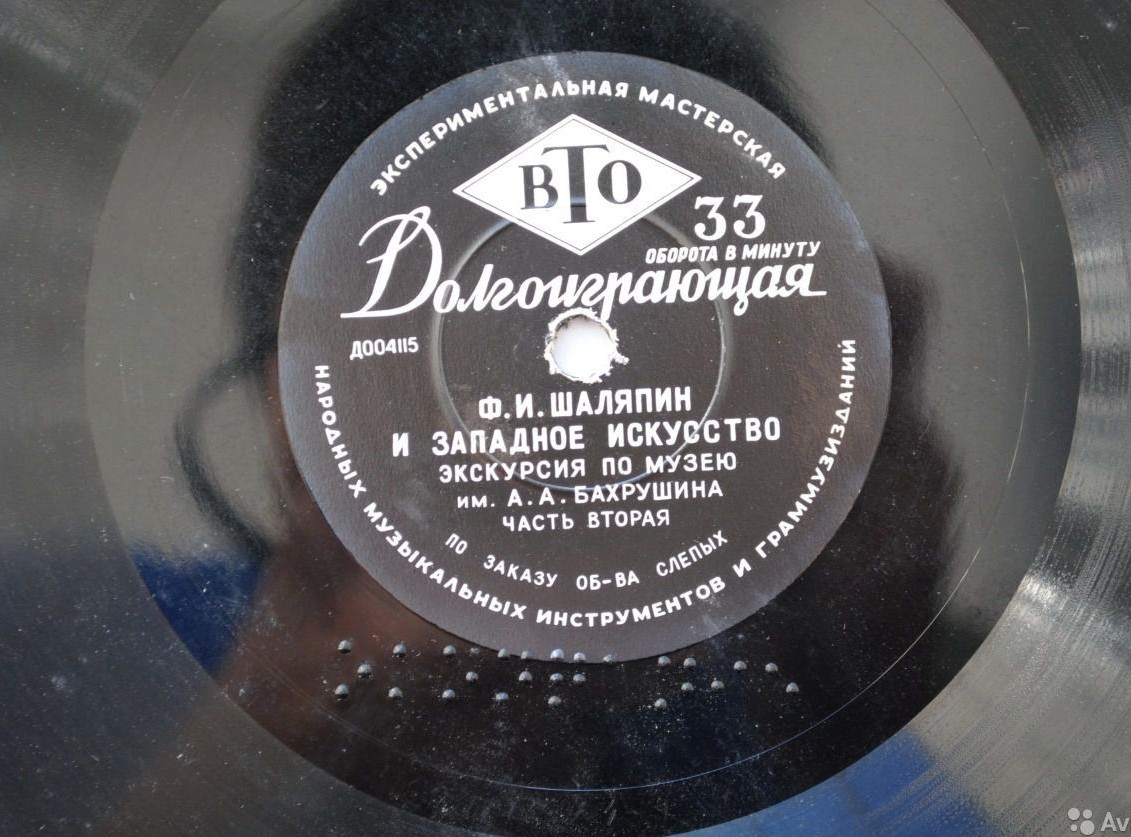 ЭКСПЕРИМЕНТАЛЬНАЯ МАСТЕРСКАЯ
ВТО
33
ОБОРОТА В МИНУТУ
Долгоиграющая
Д004115
Ф.И.ШАЛЯПИН
И ЗАПАДНОЕ ИСКУССТВО
ЭКСКУРСИЯ ПО МУЗЕЮ
им. А.А.БАХРУШИНА
ЧАСТЬ ВТОРАЯ
ПО ЗАКАЗУ ОБ-ВА СЛЕПЫХ
НАРОДНЫХ МУЗЫКАЛЬНЫХ ИНСТРУМЕНТОВ И ГРАММУЗИЗДАНИЙ
Av